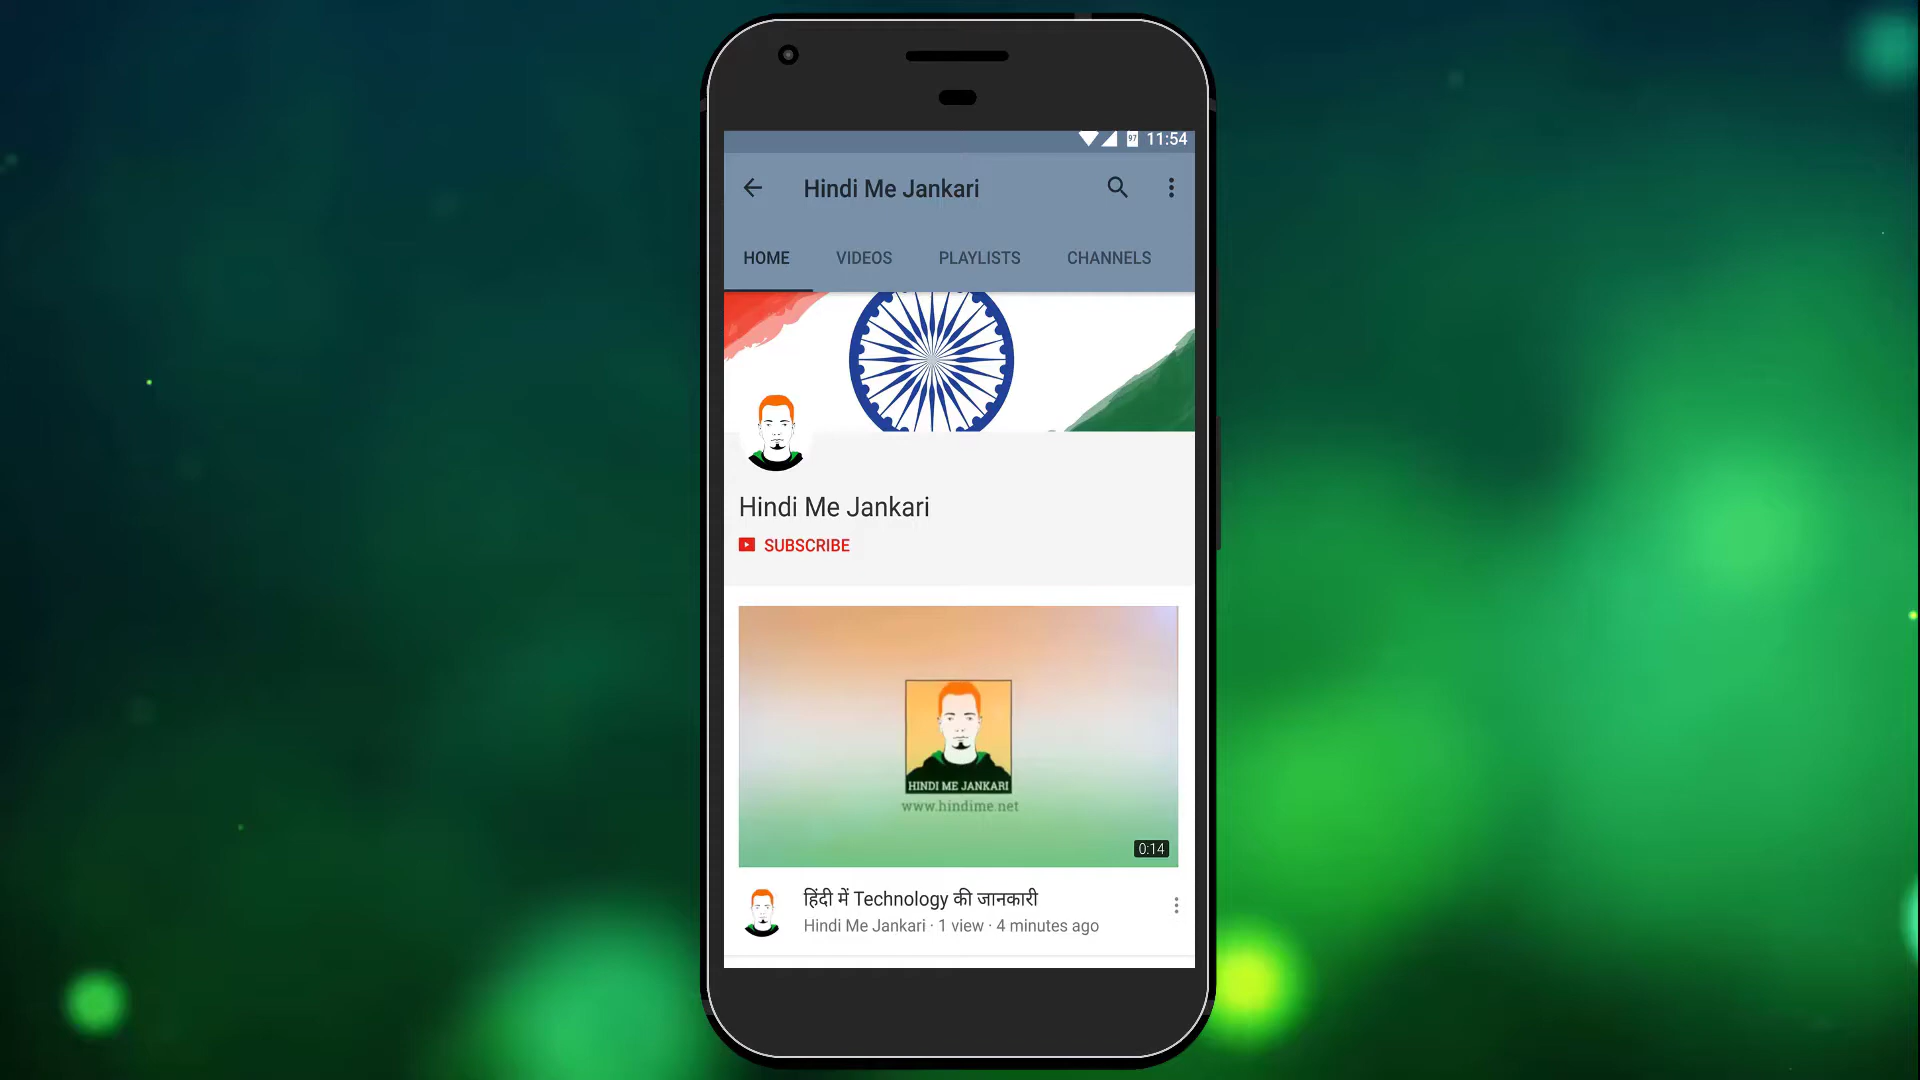 97 11:54
Hindi Me Jankari
HOME VIDEOS PLAYLISTS CHANNELS
Hindi Me Jankari
SUBSCRIBE
HINDI ME JANKARI
www.hindime.net
0:14
हिंदी में Technology की जानकारी
Hindi Me Jankari · 1 view · 4 minutes ago